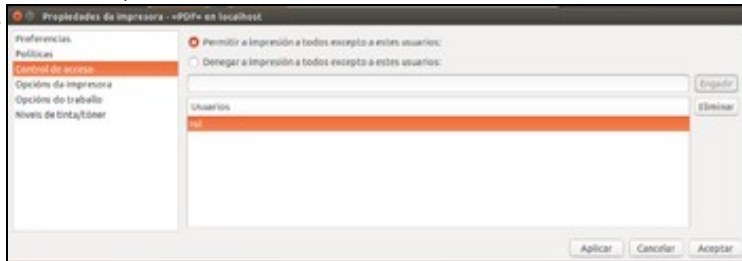 Propiedades da impresora - «PDF» en localhost
Preferencias
Políticas
Control de acceso
Opcións da impresora
Opcións do traballo
Niveis de tinta/tóner
Permitir a impresión a todos excepto a estes usuarios:
Denegar a impresión a todos excepto a estes usuarios:
Engadir
Usuarios
Eliminar
Aplicar
Cancelar
Aceptar